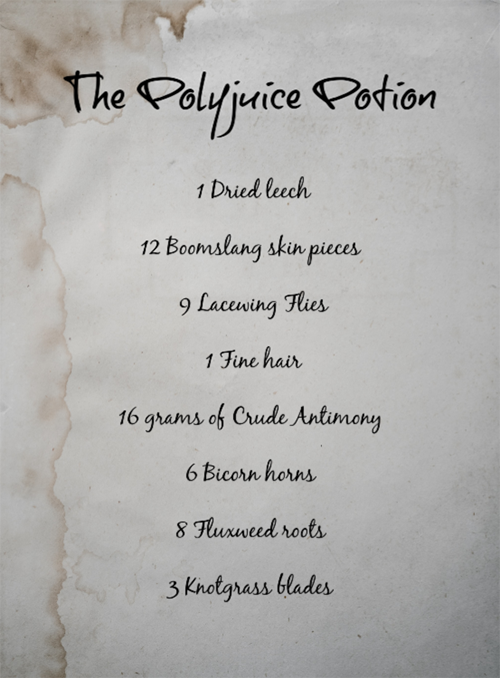 The Polyjuice Potion
1 Dried leech
12 Boomslang skin pieces
9 Lacewing Flies
1 Fine hair
16 grams of Crude Antimony
6 Bicorn horns
8 Fluxweed roots
3 Knotgrass blades